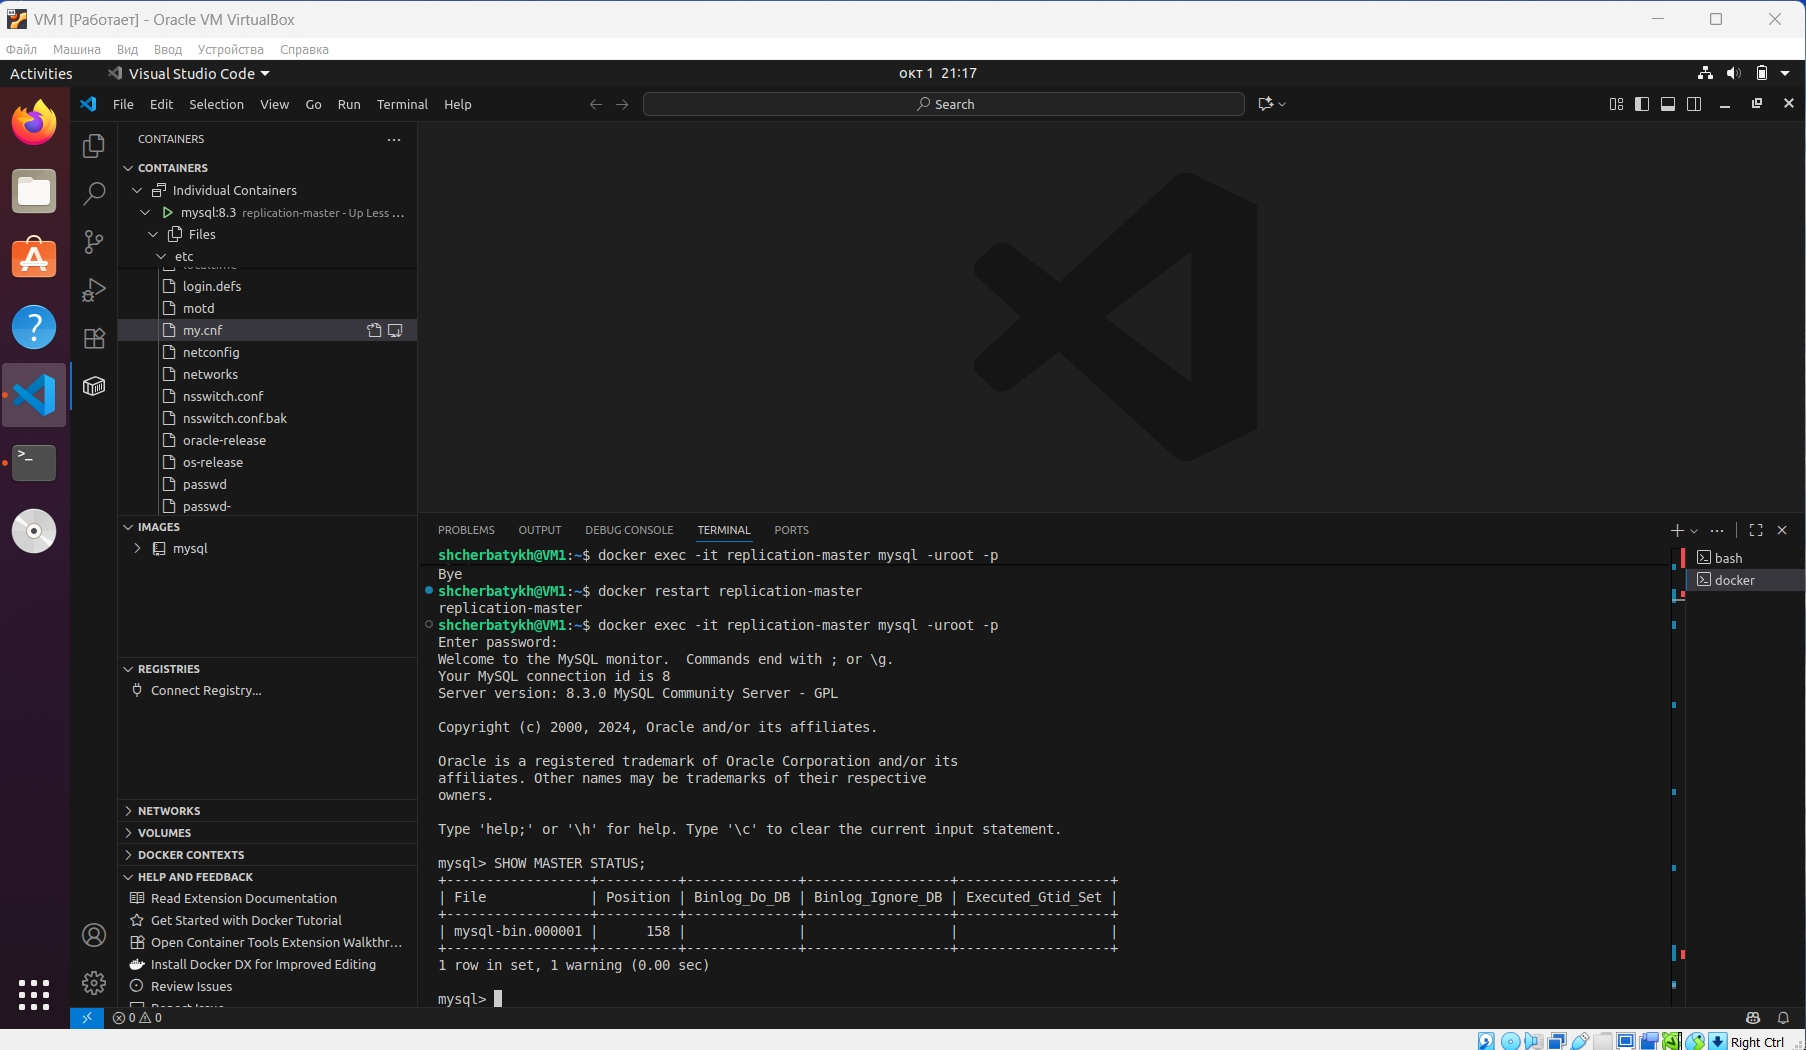 VM1 [Работает] - Oracle VM VirtualBox
Файл Машина Вид Ввод Устройства Справка
Activities Visual Studio Code окт 1 21:17
File Edit Selection View Go Run Terminal Help Search
CONTAINERS
CONTAINERS
Individual Containers
mysql:8.3 replication-master - Up Less ...
Files
etc
login.defs
motd
my.cnf
netconfig
networks
nsswitch.conf
nsswitch.conf.bak
oracle-release
os-release
passwd
passwd-
IMAGES
mysql
REGISTRIES
Connect Registry...
NETWORKS
VOLUMES
DOCKER CONTEXTS
HELP AND FEEDBACK
Read Extension Documentation
Get Started with Docker Tutorial
Open Container Tools Extension Walkthr...
Install Docker DX for Improved Editing
Review Issues
PROBLEMS OUTPUT DEBUG CONSOLE TERMINAL PORTS
shcherbatykh@VM1:~$ docker exec -it replication-master mysql -uroot -p
Bye
shcherbatykh@VM1:~$ docker restart replication-master
replication-master
shcherbatykh@VM1:~$ docker exec -it replication-master mysql -uroot -p
Enter password:
Welcome to the MySQL monitor.  Commands end with ; or \g.
Your MySQL connection id is 8
Server version: 8.3.0 MySQL Community Server - GPL
Copyright (c) 2000, 2024, Oracle and/or its affiliates.
Oracle is a registered trademark of Oracle Corporation and/or its
affiliates. Other names may be trademarks of their respective
owners.
Type 'help;' or '\h' for help. Type '\c' to clear the current input statement.
mysql> SHOW MASTER STATUS;
+------------------+----------+--------------+------------------+-------------------+
| File             | Position | Binlog_Do_DB | Binlog_Ignore_DB | Executed_Gtid_Set |
+------------------+----------+--------------+------------------+-------------------+
| mysql-bin.000001 |      158 |              |                  |                   |
+------------------+----------+--------------+------------------+-------------------+
1 row in set, 1 warning (0.00 sec)
mysql>
bash
docker
0 0
Right Ctrl